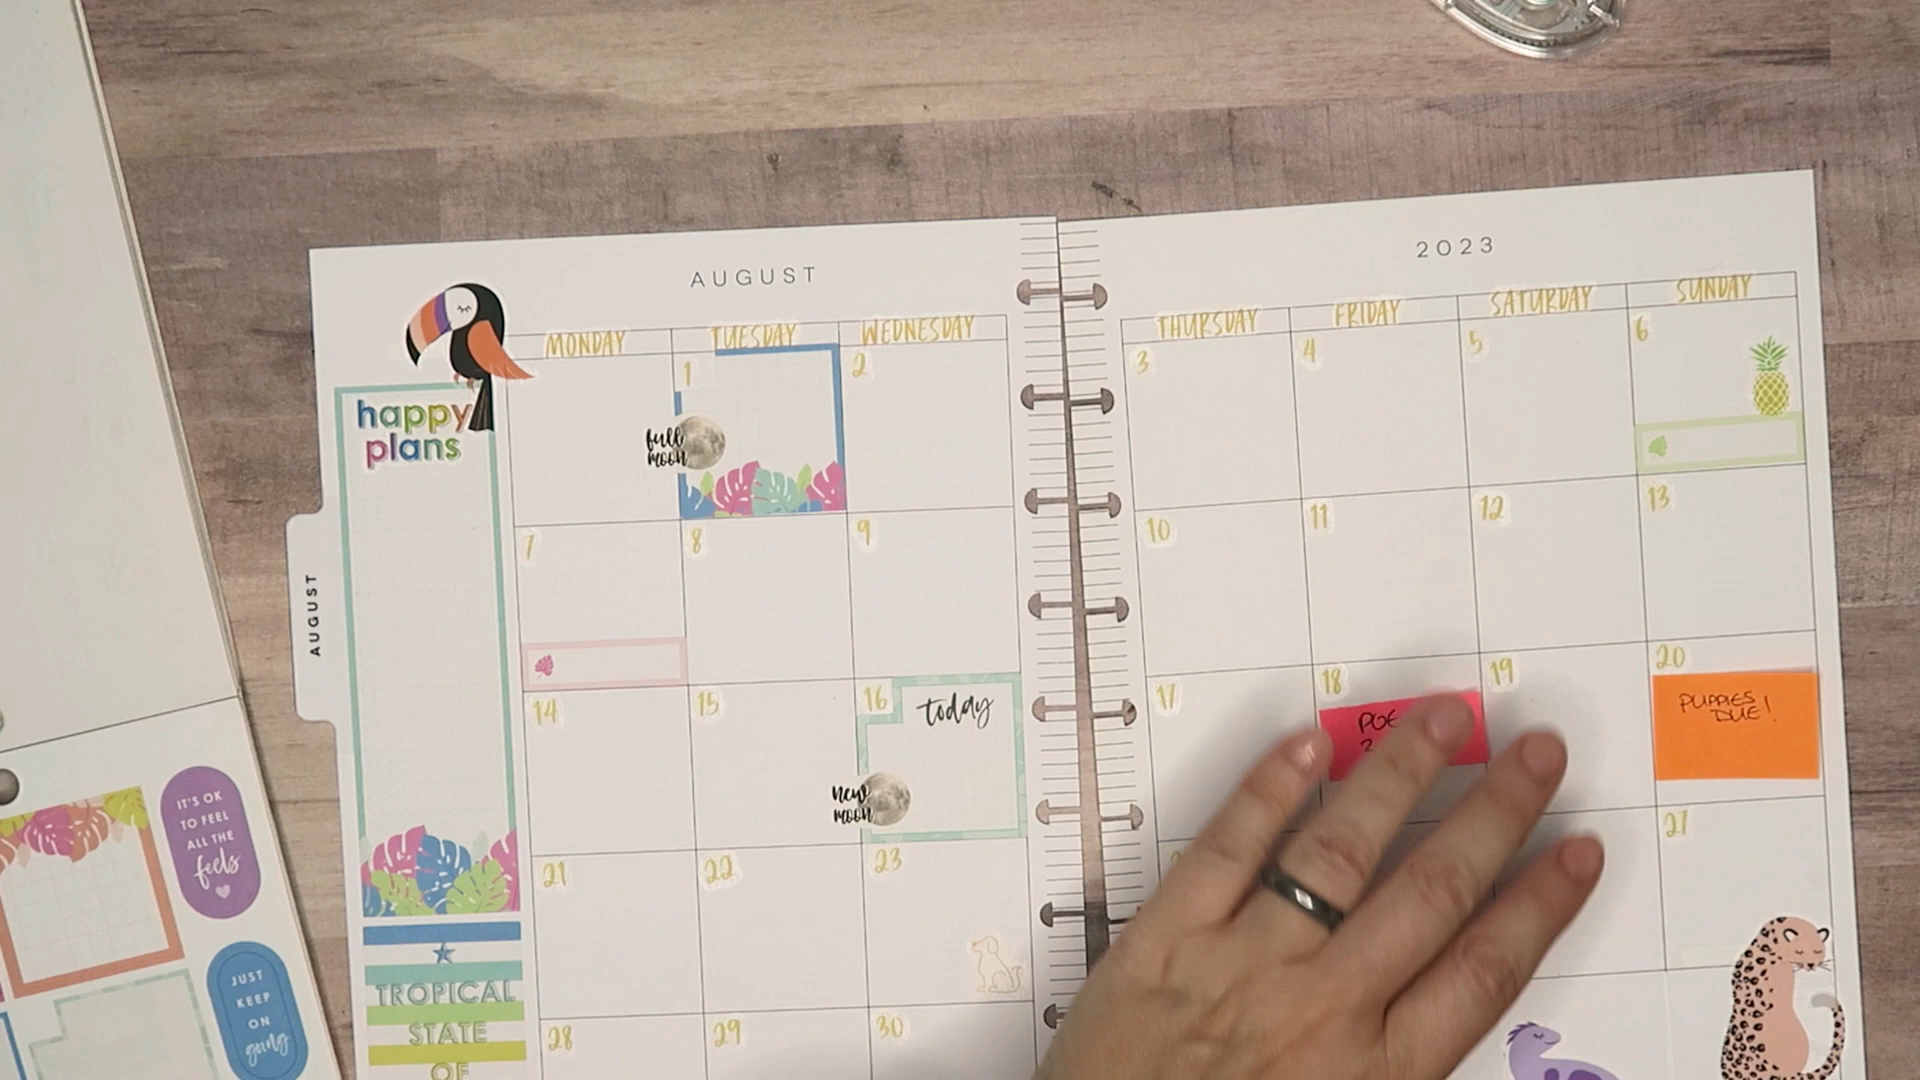 AUGUST
2023
MONDAY
TUESDAY
WEDNESDAY
THURSDAY
FRIDAY
SATURDAY
SUNDAY
happy
plans
1
full
moon
2
3
4
5
6
7
8
9
10
11
12
13
AUGUST
14
15
16
today
new
moon
17
18
19
20
PUPPIES
DUE!
21
22
23
27
TROPICAL
STATE
OF
28
29
30
IT'S OK
TO FEEL
ALL THE
feels
JUST
KEEP
ON
going